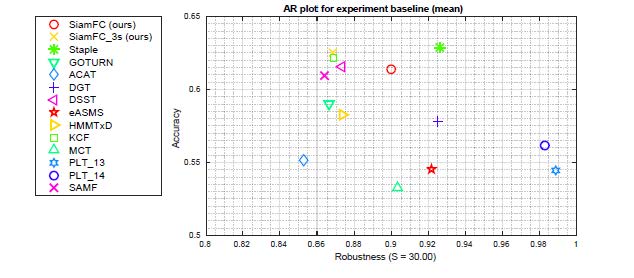 AR plot for experiment baseline (mean)
SiamFC (ours)
SiamFC_3s (ours)
Staple
GOTURN
ACAT
DGT
DSST
eASMS
HMMTxD
KCF
MCT
PLT_13
PLT_14
SAMF
Accuracy
0.65
0.6
0.55
0.5
0.8 0.82 0.84 0.86 0.88 0.9 0.92 0.94 0.96 0.98 1
Robustness (S = 30.00)